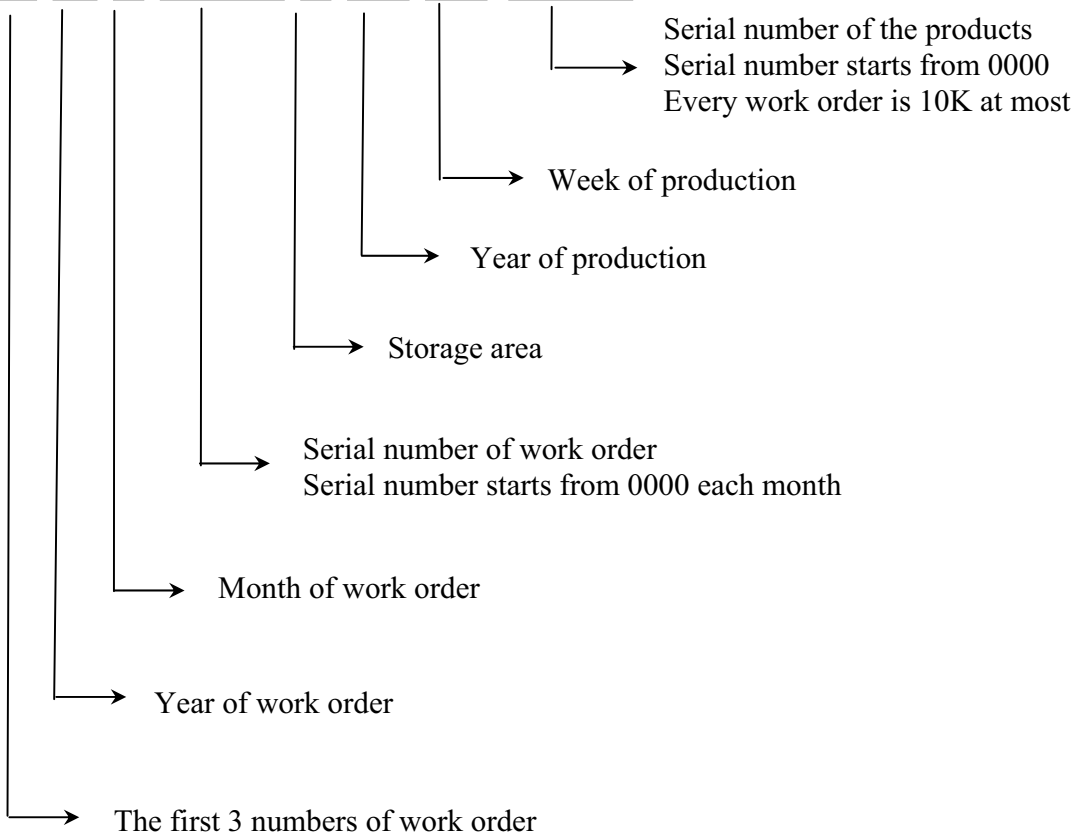 Serial number of the products
Serial number starts from 0000
Every work order is 10K at most
Week of production
Year of production
Storage area
Serial number of work order
Serial number starts from 0000 each month
Month of work order
Year of work order
The first 3 numbers of work order